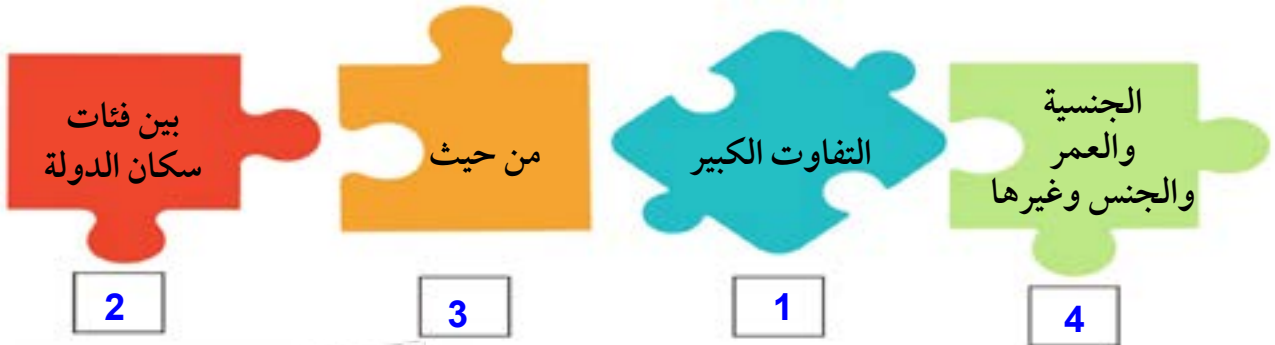 الجنسية
والعمر
والجنس وغيرها
التفاوت الكبير
من حيث
بين فئات
سكان الدولة
4
1
3
2